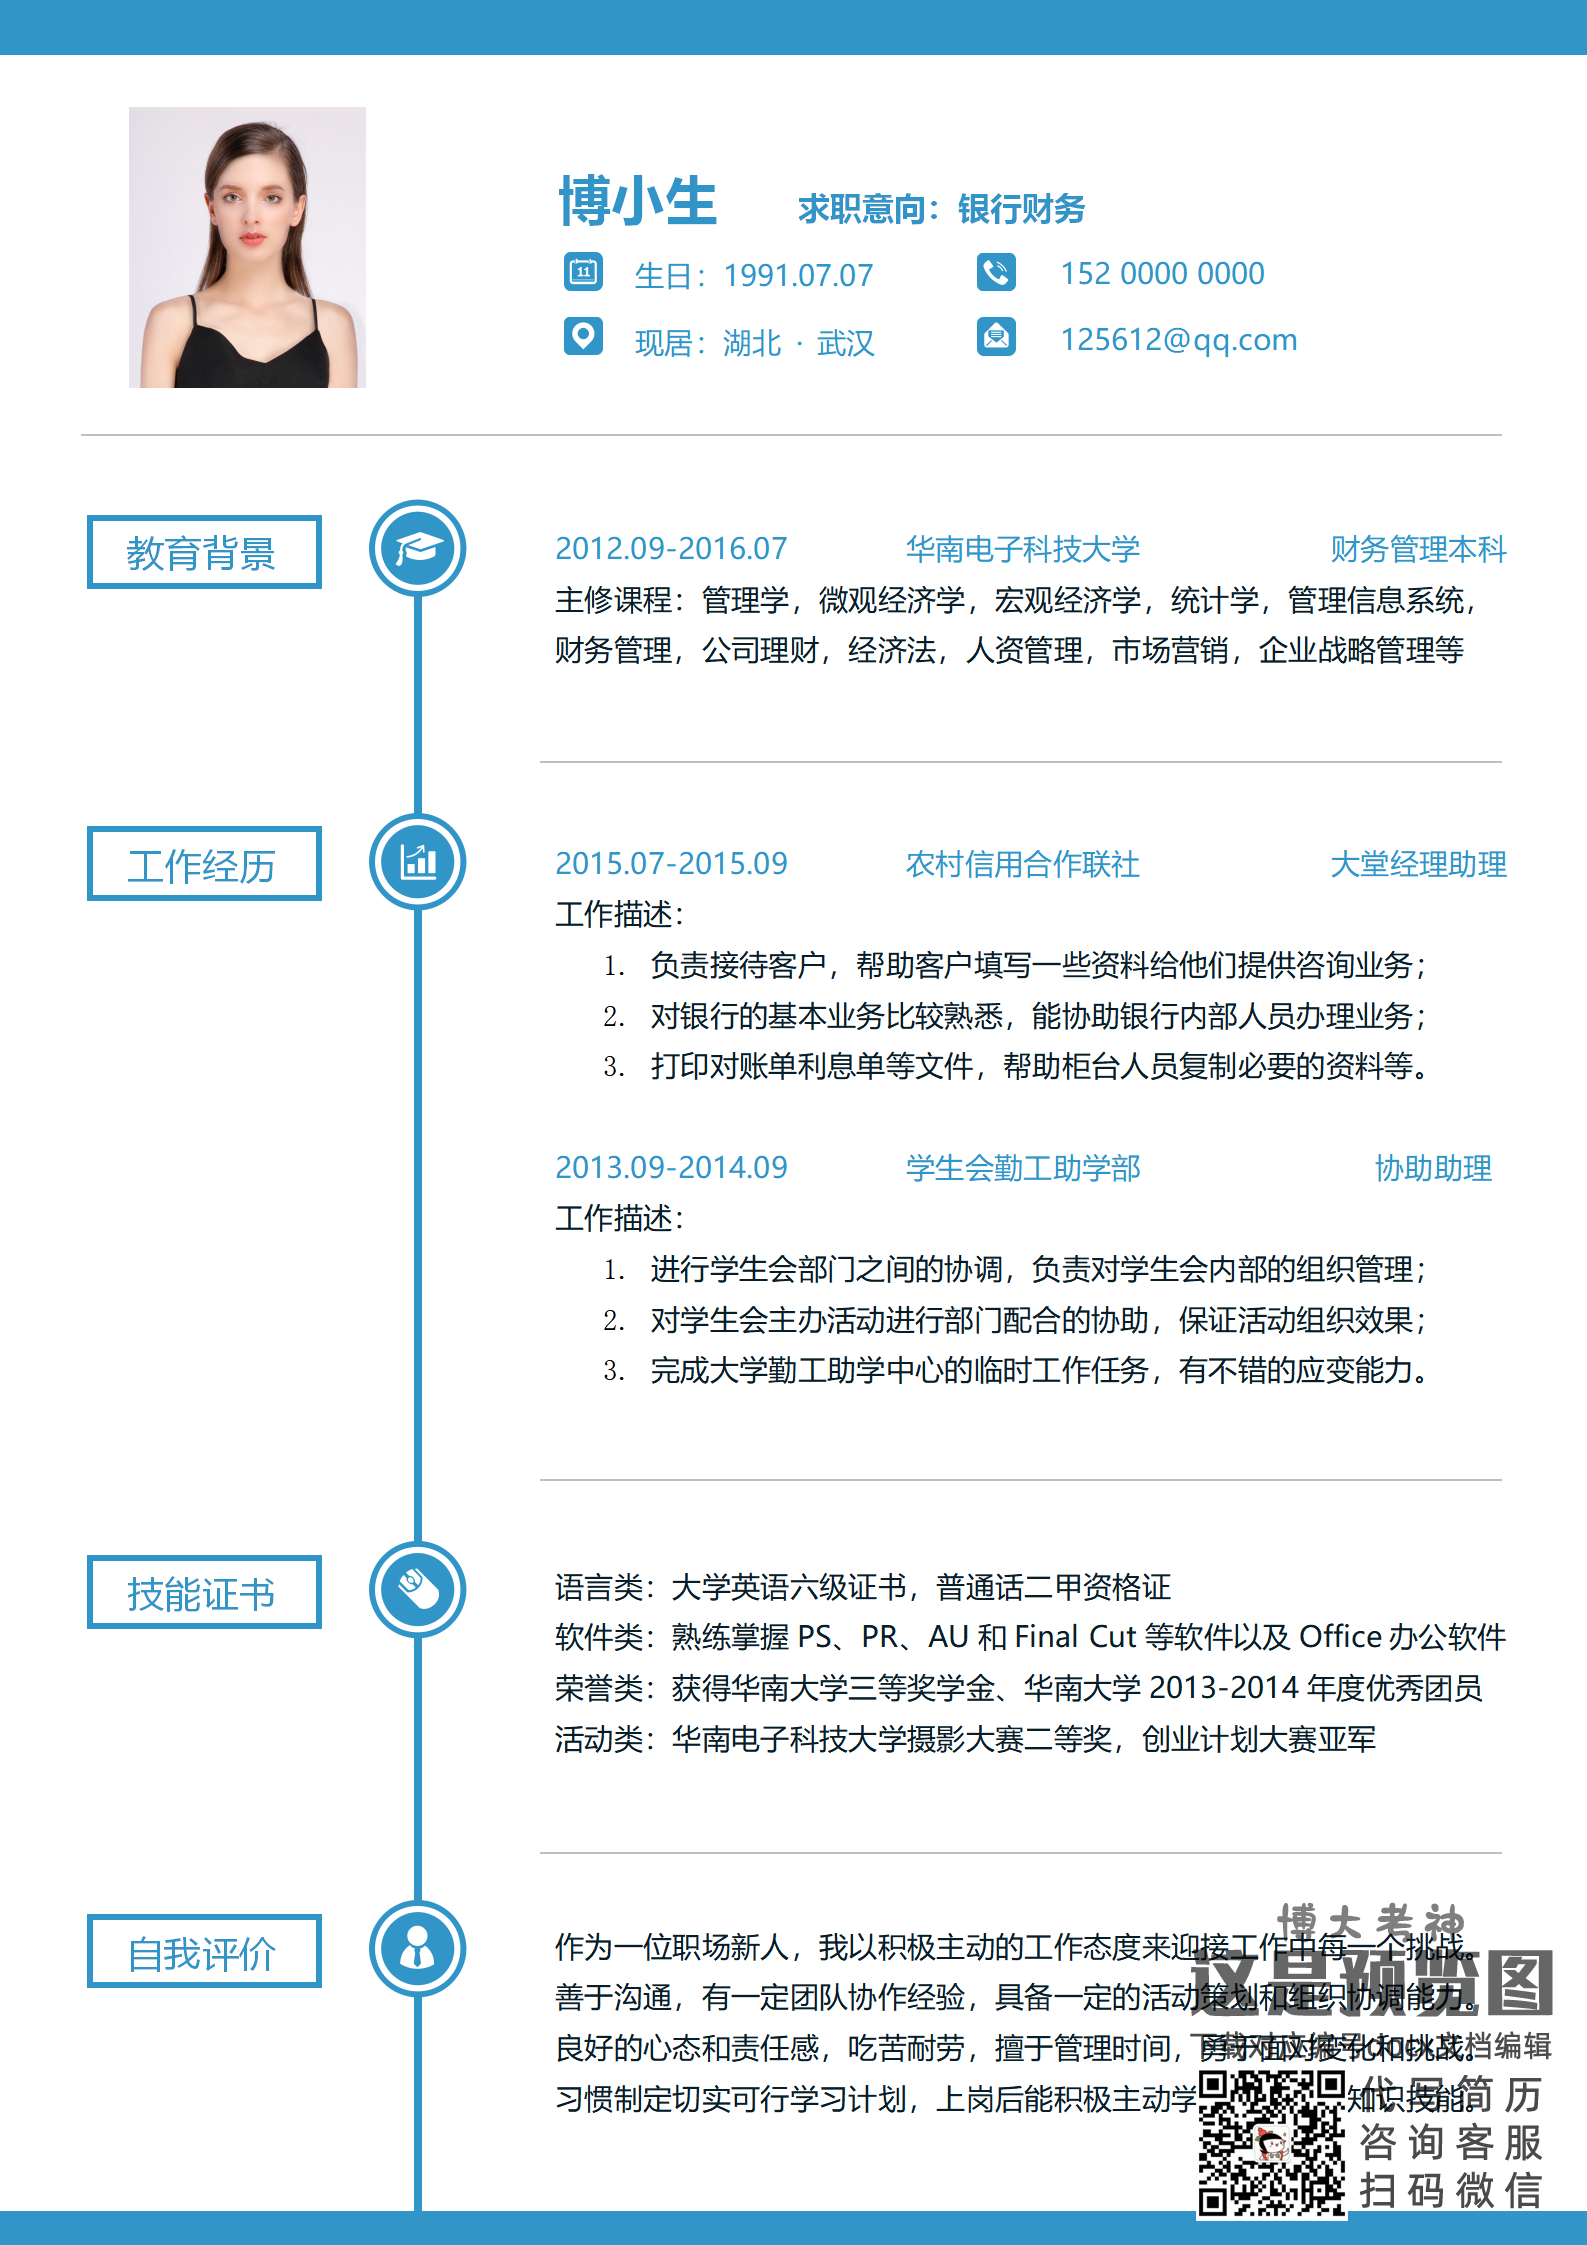 博小生 求职意向：银行财务
11 生日：1991.07.07 152 0000 0000
现居：湖北 · 武汉 125612@qq.com
教育背景
2012.09-2016.07 华南电子科技大学 财务管理本科
主修课程：管理学，微观经济学，宏观经济学，统计学，管理信息系统，
财务管理，公司理财，经济法，人资管理，市场营销，企业战略管理等
工作经历
2015.07-2015.09 农村信用合作联社 大堂经理助理
工作描述：
1. 负责接待客户，帮助客户填写一些资料给他们提供咨询业务；
2. 对银行的基本业务比较熟悉，能协助银行内部人员办理业务；
3. 打印对账单利息单等文件，帮助柜台人员复制必要的资料等。
2013.09-2014.09 学生会勤工助学部 协助助理
工作描述：
1. 进行学生会部门之间的协调，负责对学生会内部的组织管理；
2. 对学生会主办活动进行部门配合的协助，保证活动组织效果；
3. 完成大学勤工助学中心的临时工作任务，有不错的应变能力。
技能证书
语言类：大学英语六级证书，普通话二甲资格证
软件类：熟练掌握 PS、PR、AU 和 Final Cut 等软件以及 Office 办公软件
荣誉类：获得华南大学三等奖学金、华南大学 2013-2014 年度优秀团员
活动类：华南电子科技大学摄影大赛二等奖，创业计划大赛亚军
自我评价
作为一位职场新人，我以积极主动的工作态度来迎接工作中每一个挑战。
善于沟通，有一定团队协作经验，具备一定的活动策划和组织协调能力。
良好的心态和责任感，吃苦耐劳，擅于管理时间，勇于面对变化和挑战。
习惯制定切实可行学习计划，上岗后能积极主动学 知识技能。
博大考神
这是预览图
下载对应编号docx文档编辑
代写简历
咨询客服
扫码微信